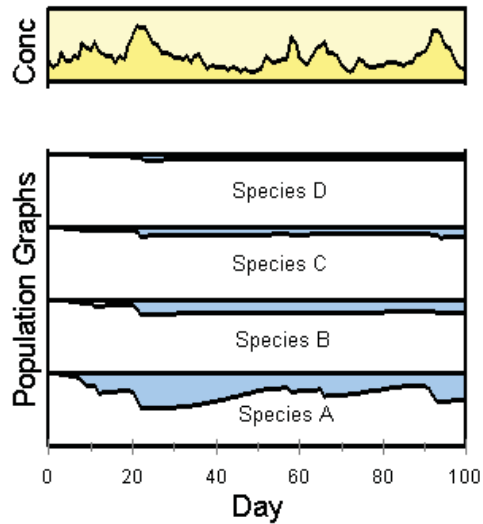 Conc
Population Graphs
Species D
Species C
Species B
Species A
0 20 40 60 80 100
Day